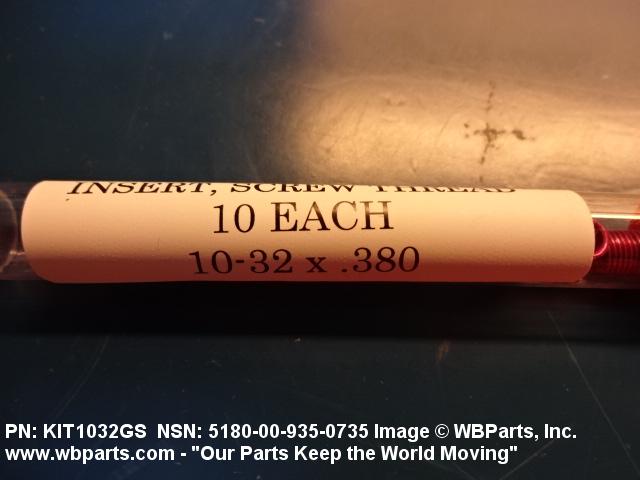 INSERT, SCREW THREAD
10 EACH
10-32 x .380
PN: KIT1032GS NSN: 5180-00-935-0735 Image © WBParts, Inc.
www.wbparts.com - "Our Parts Keep the World Moving"